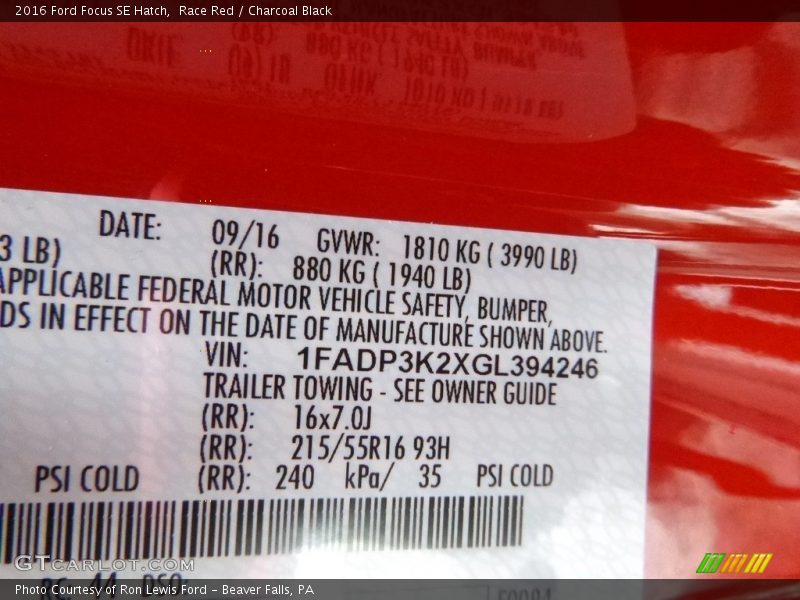 2016 Ford Focus SE Hatch,  Race Red / Charcoal Black
DATE: 09/16 GVWR: 1810 KG ( 3990 LB)
3 LB) (RR): 880 KG ( 1940 LB)
APPLICABLE FEDERAL MOTOR VEHICLE SAFETY, BUMPER,
DS IN EFFECT ON THE DATE OF MANUFACTURE SHOWN ABOVE.
VIN: 1FADP3K2XGL394246
TRAILER TOWING - SEE OWNER GUIDE
(RR): 16x7.0J
(RR): 215/55R16 93H
PSI COLD (RR): 240 kPa/ 35 PSI COLD
GTCarLot.com
Photo Courtesy of Ron Lewis Ford - Beaver Falls, PA